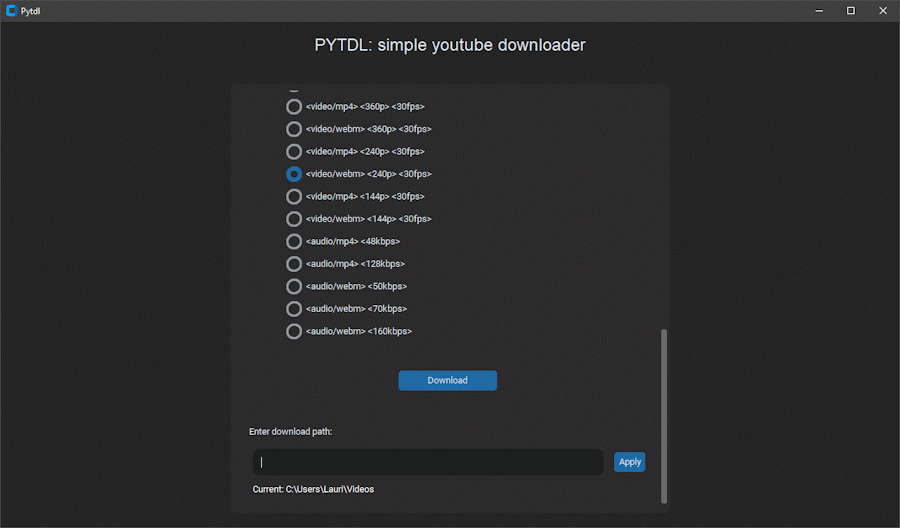 Pytdl
PYTDL: simple youtube downloader
<video/mp4> <360p> <30fps>
<video/webm> <360p> <30fps>
<video/mp4> <240p> <30fps>
<video/webm> <240p> <30fps>
<video/mp4> <144p> <30fps>
<video/webm> <144p> <30fps>
<audio/mp4> <48kbps>
<audio/mp4> <128kbps>
<audio/webm> <50kbps>
<audio/webm> <70kbps>
<audio/webm> <160kbps>
Download
Enter download path:
Apply
Current: C:\Users\Lauri\Videos